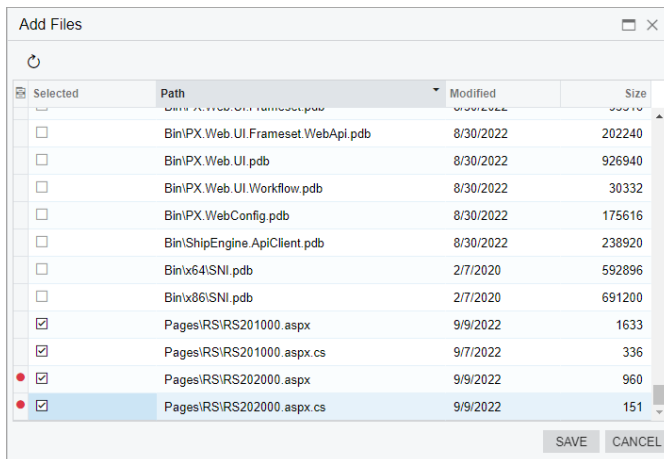 Add Files
Selected Path Modified Size
Bin\PX.Web.UI.Frameset.WebApi.pdb 8/30/2022 202240
Bin\PX.Web.UI.pdb 8/30/2022 926940
Bin\PX.Web.UI.Workflow.pdb 8/30/2022 30332
Bin\PX.WebConfig.pdb 8/30/2022 175616
Bin\ShipEngine.ApiClient.pdb 8/30/2022 238920
Bin\x64\SNI.pdb 2/7/2020 592896
Bin\x86\SNI.pdb 2/7/2020 691200
Pages\RS\RS201000.aspx 9/9/2022 1633
Pages\RS\RS201000.aspx.cs 9/7/2022 336
Pages\RS\RS202000.aspx 9/9/2022 960
Pages\RS\RS202000.aspx.cs 9/9/2022 151
SAVE CANCEL